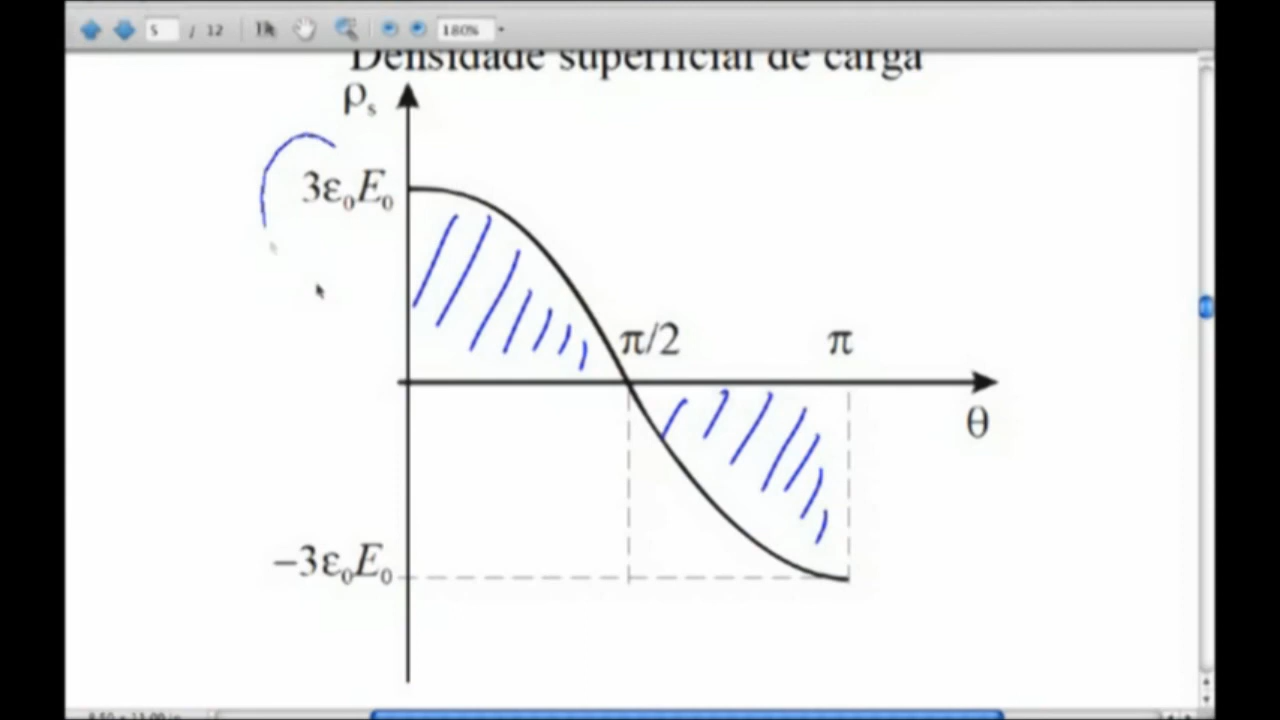 5 / 12 180%
Densidade superficial de carga
ρₛ
3ε₀E₀
π/2 π
θ
−3ε₀E₀